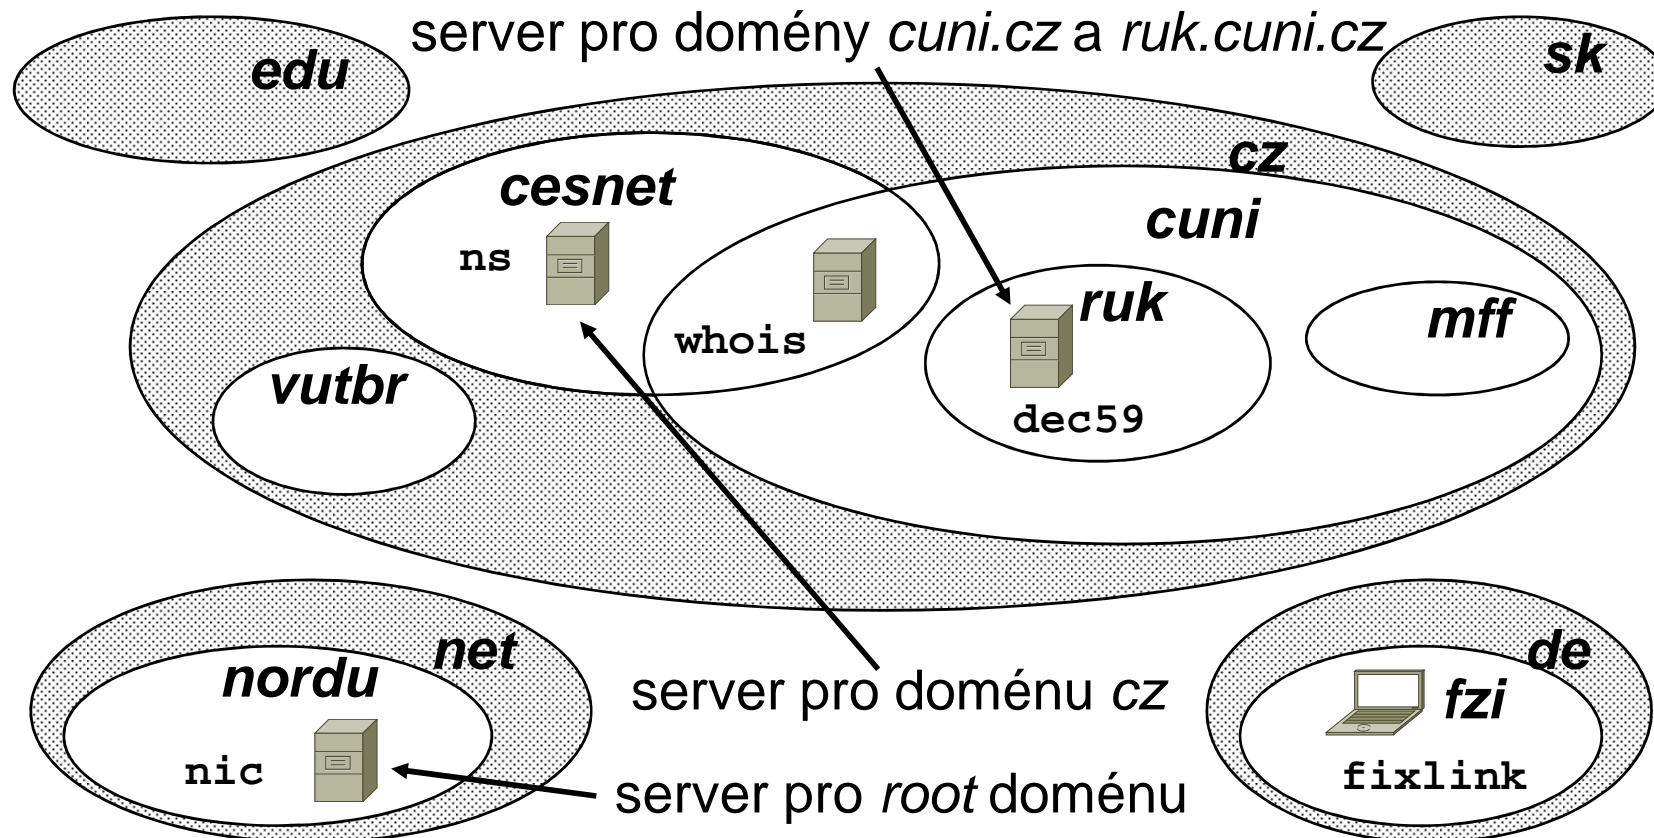 server pro domény cuni.cz a ruk.cuni.cz
edu
sk
cz
cesnet
cuni
ns
ruk
mff
whois
vutbr
dec59
net
de
nordu
server pro doménu cz
fzi
nic
fixlink
server pro root doménu